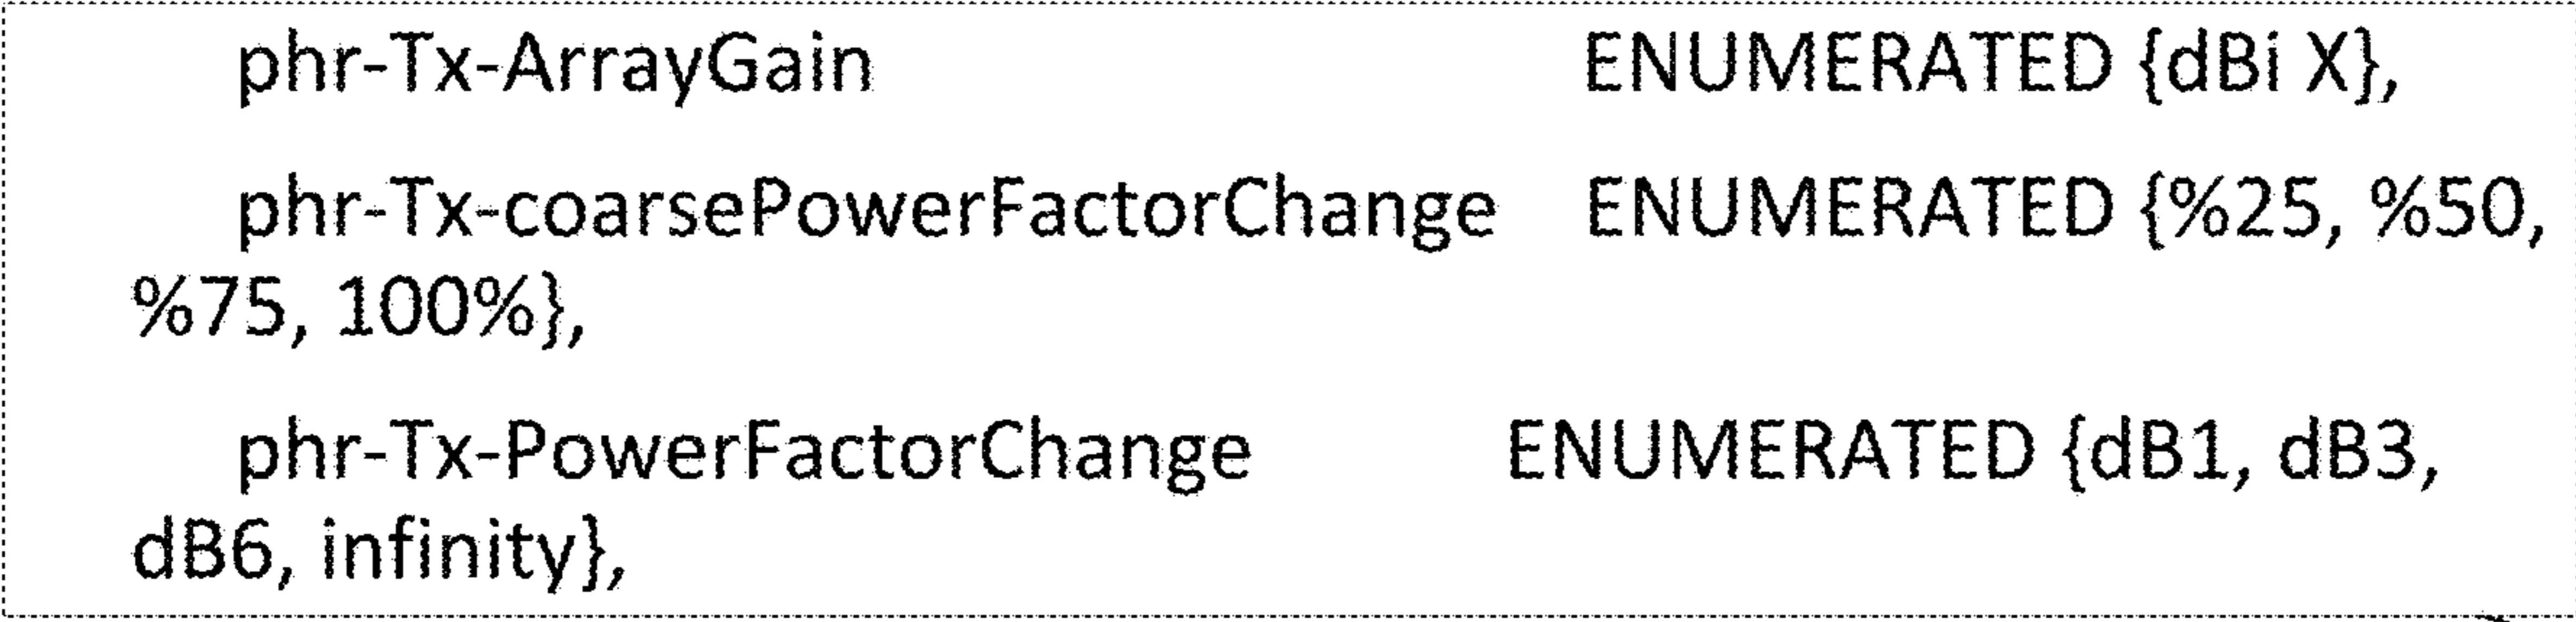 phr-Tx-ArrayGain ENUMERATED {dBi X},
phr-Tx-coarsePowerFactorChange ENUMERATED {%25, %50,
%75, 100%},
phr-Tx-PowerFactorChange ENUMERATED {dB1, dB3,
dB6, infinity},